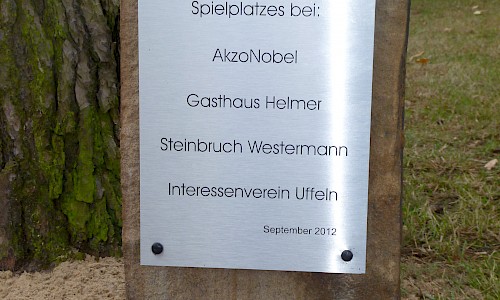 Spielplatzes bei:
AkzoNobel
Gasthaus Helmer
Steinbruch Westermann
Interessenverein Uffeln
September 2012